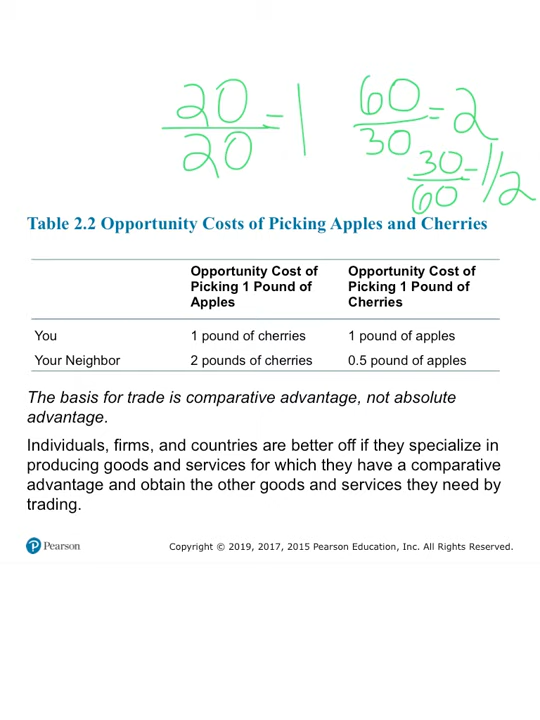 20/20 = 1
60/30 = 2
30/60 = 1/2
Table 2.2 Opportunity Costs of Picking Apples and Cherries
Opportunity Cost of Picking 1 Pound of Apples
Opportunity Cost of Picking 1 Pound of Cherries
You 1 pound of cherries 1 pound of apples
Your Neighbor 2 pounds of cherries 0.5 pound of apples
The basis for trade is comparative advantage, not absolute
advantage.
Individuals, firms, and countries are better off if they specialize in
producing goods and services for which they have a comparative
advantage and obtain the other goods and services they need by
trading.
Pearson
Copyright © 2019, 2017, 2015 Pearson Education, Inc. All Rights Reserved.